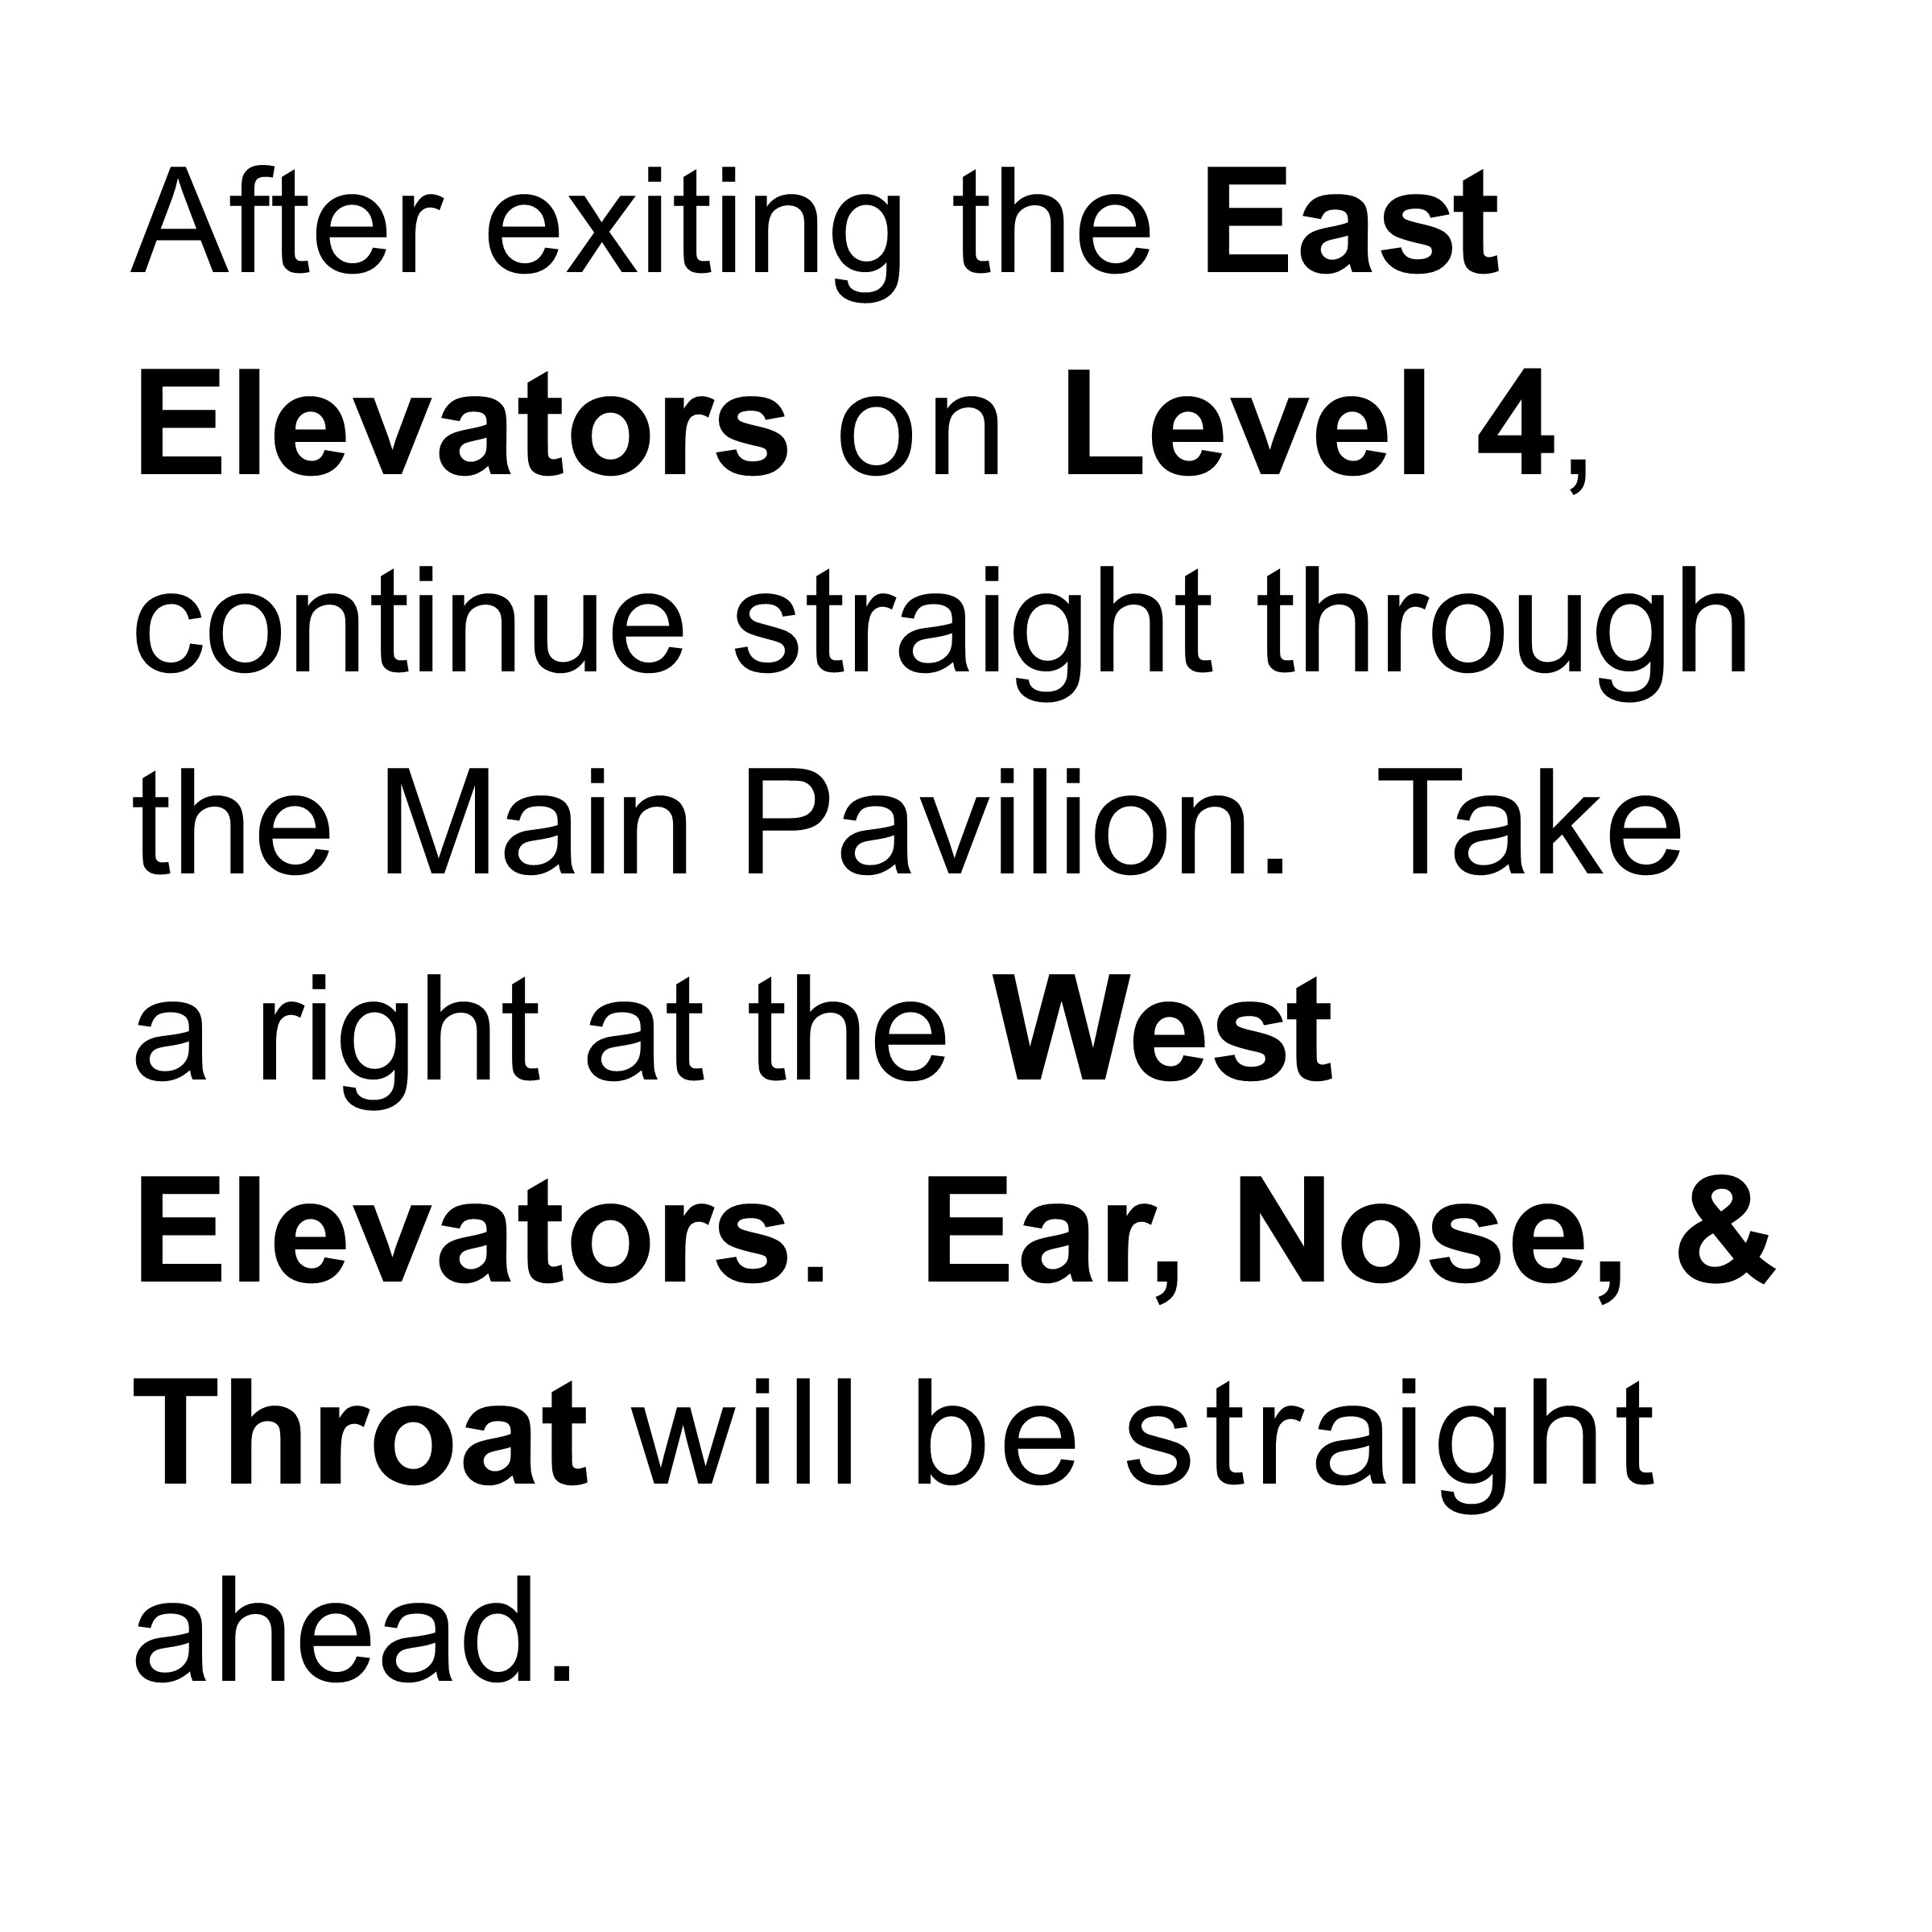 After exiting the East
Elevators on Level 4,
continue straight through
the Main Pavilion.  Take
a right at the West
Elevators.  Ear, Nose, &
Throat will be straight
ahead.